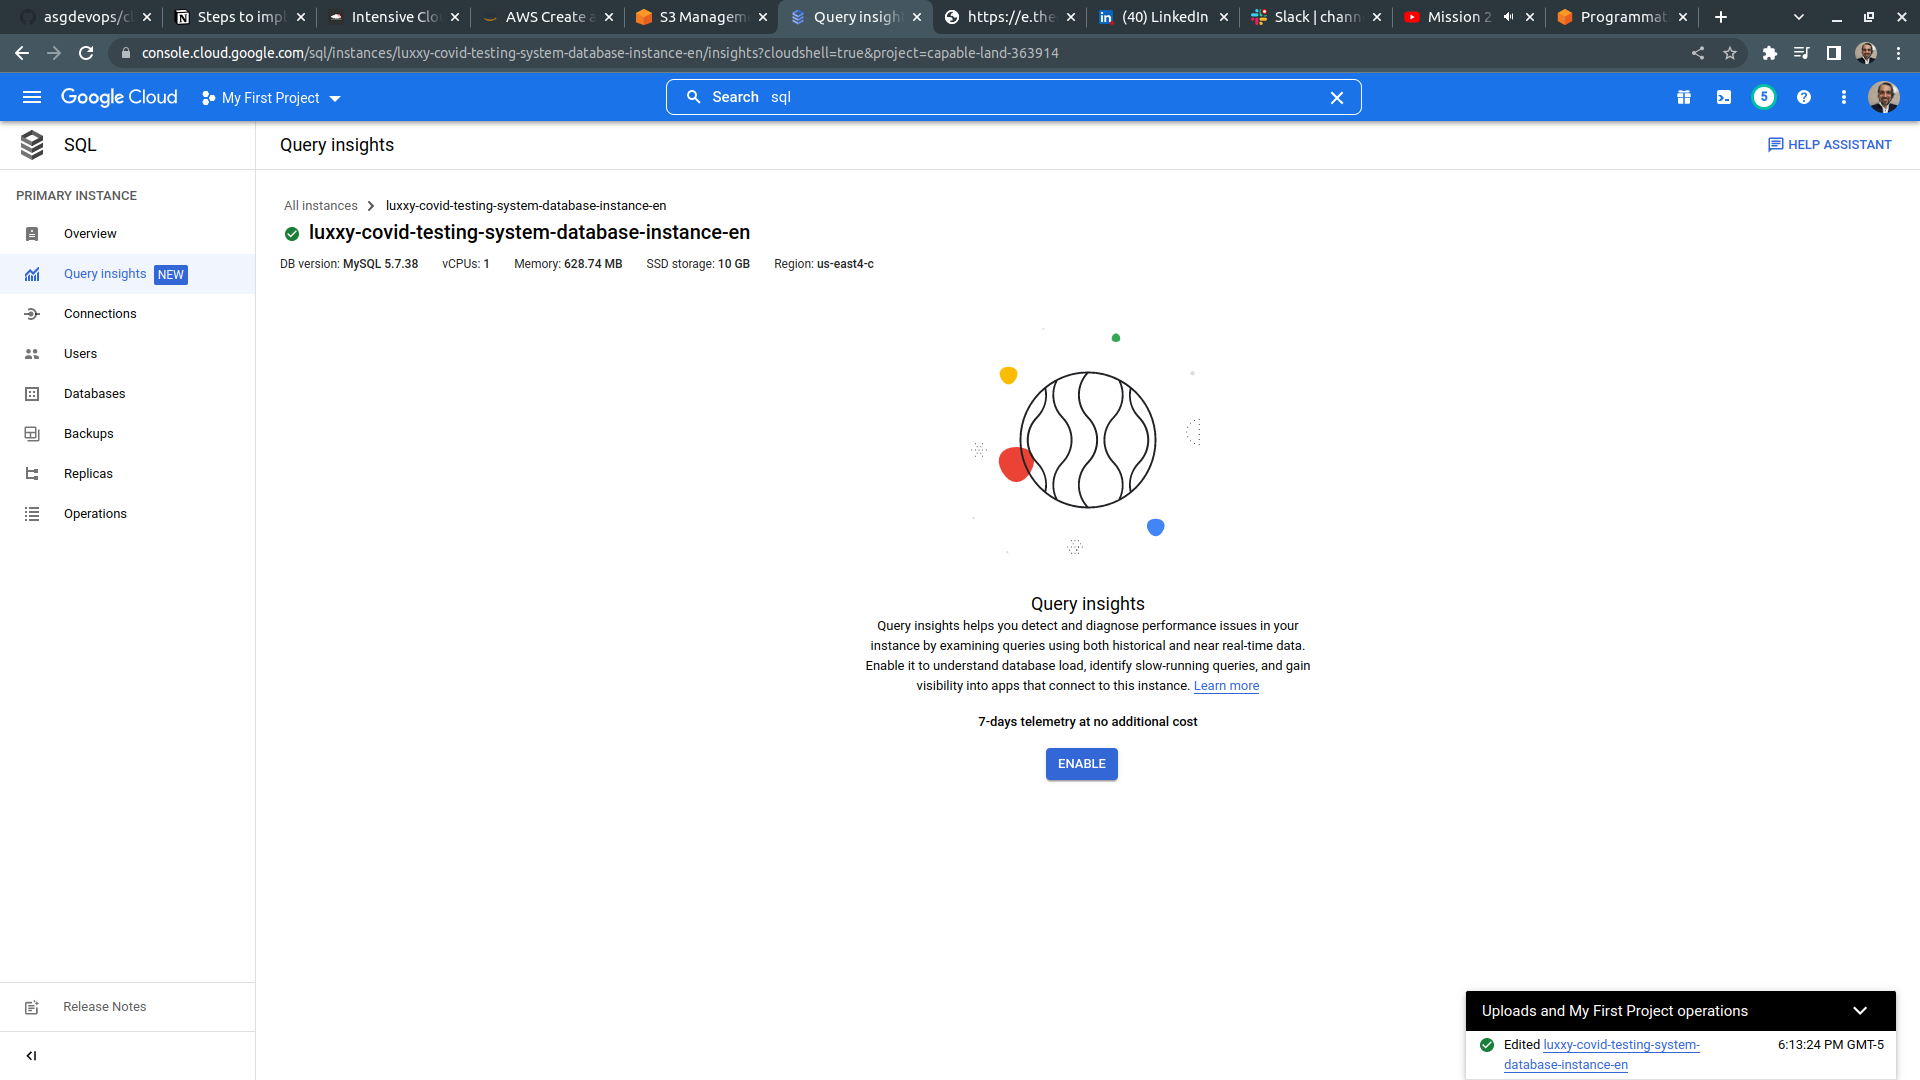 asgdevops/cl
Steps to impl
Intensive Clo
AWS Create a
S3 Managem
Query insigh
https://e.the
(40) LinkedIn
Slack | chann
Mission 2
Programmat
console.cloud.google.com/sql/instances/luxxy-covid-testing-system-database-instance-en/insights?cloudshell=true&project=capable-land-363914
Google Cloud
My First Project
Search sql
5
SQL
Query insights
HELP ASSISTANT
PRIMARY INSTANCE
Overview
Query insights NEW
Connections
Users
Databases
Backups
Replicas
Operations
Release Notes
All instances > luxxy-covid-testing-system-database-instance-en
luxxy-covid-testing-system-database-instance-en
DB version: MySQL 5.7.38 vCPUs: 1 Memory: 628.74 MB SSD storage: 10 GB Region: us-east4-c
Query insights
Query insights helps you detect and diagnose performance issues in your
instance by examining queries using both historical and near real-time data.
Enable it to understand database load, identify slow-running queries, and gain
visibility into apps that connect to this instance. Learn more
7-days telemetry at no additional cost
ENABLE
Uploads and My First Project operations
Edited luxxy-covid-testing-system-
database-instance-en
6:13:24 PM GMT-5